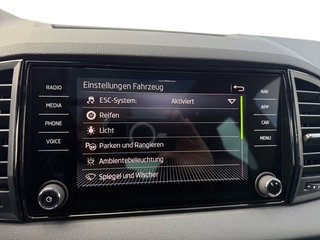 Einstellungen Fahrzeug
RADIO
MEDIA
PHONE
VOICE
ESC-System: Aktiviert
Reifen
Licht
Parken und Rangieren
Ambientebeleuchtung
Spiegel und Wischer
NAV
APP
CAR
MENU